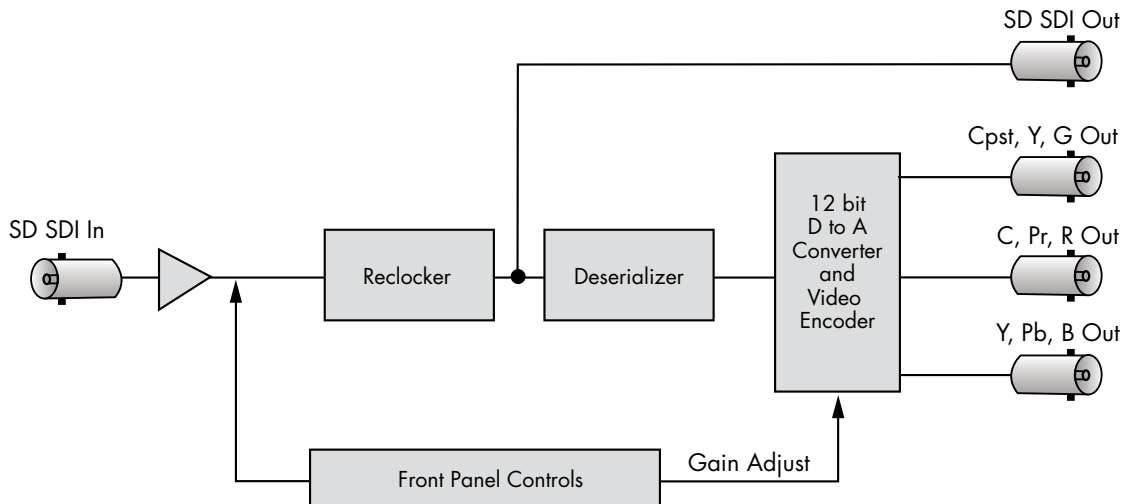 SD SDI Out
Cpst, Y, G Out
SD SDI In
Reclocker
Deserializer
12 bit
D to A
Converter
and
Video
Encoder
C, Pr, R Out
Y, Pb, B Out
Front Panel Controls
Gain Adjust